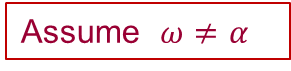 Assume 𝜔 ≠ 𝛼